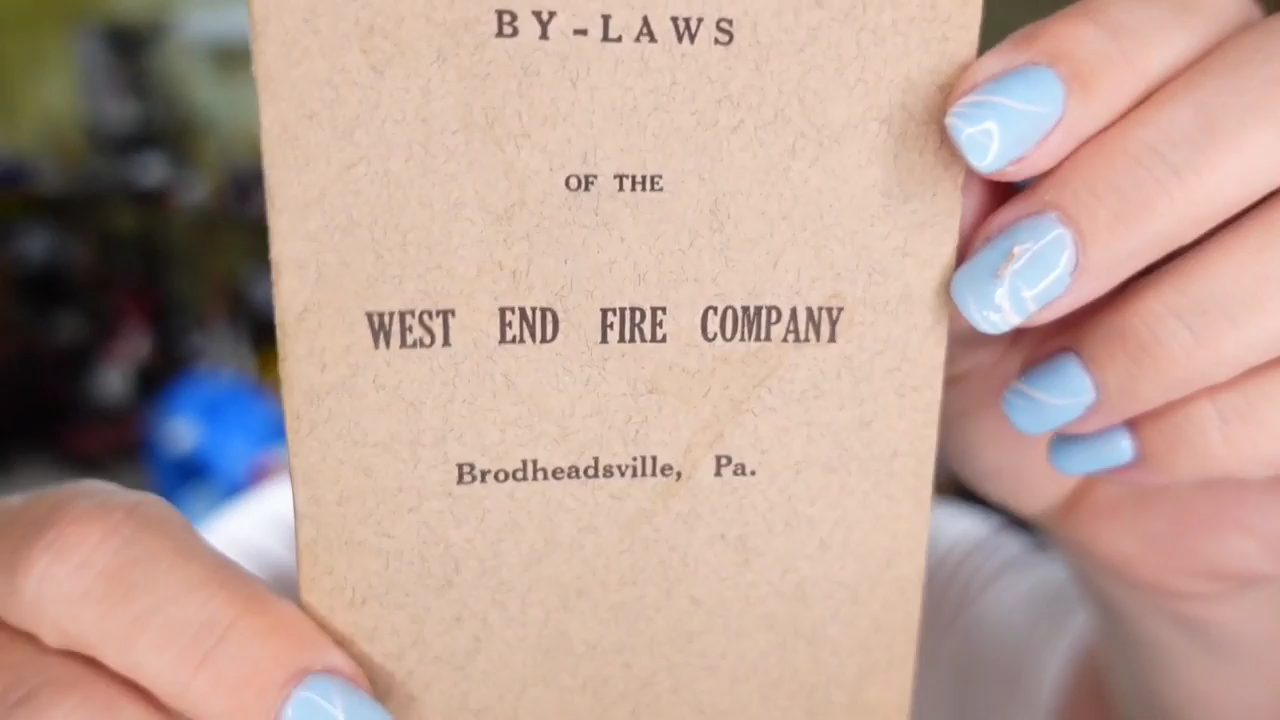 BY-LAWS
OF THE
WEST END FIRE COMPANY
Brodheadsville, Pa.